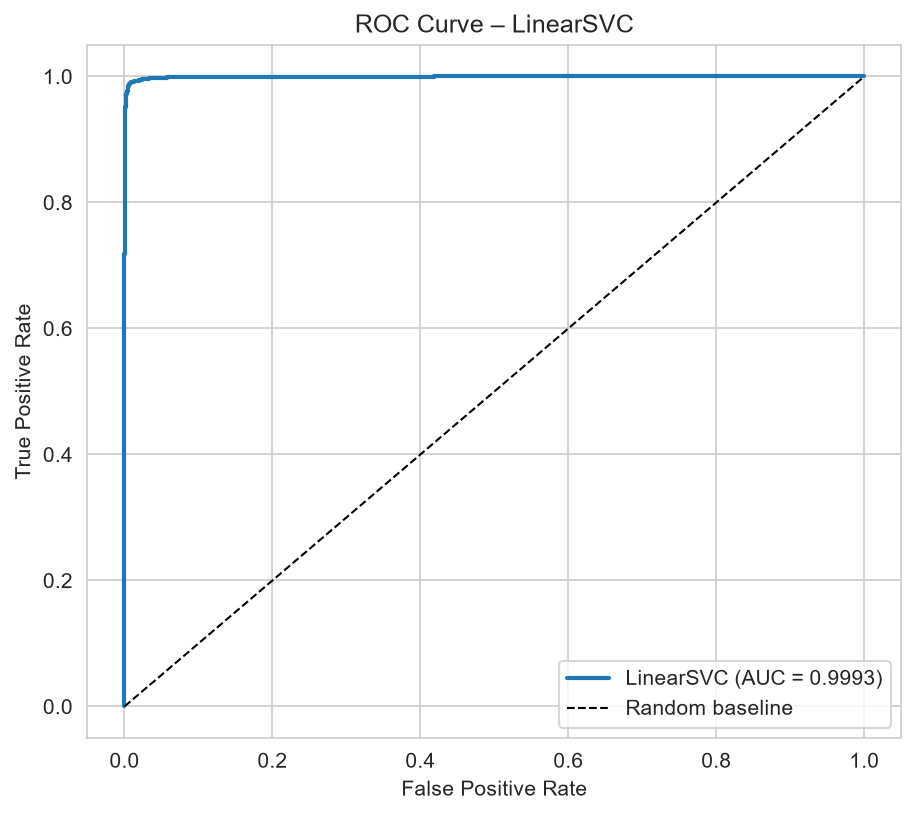 ROC Curve – LinearSVC
True Positive Rate
1.0
0.8
0.6
0.4
0.2
0.0
0.0 0.2 0.4 0.6 0.8 1.0
False Positive Rate
LinearSVC (AUC = 0.9993)
Random baseline